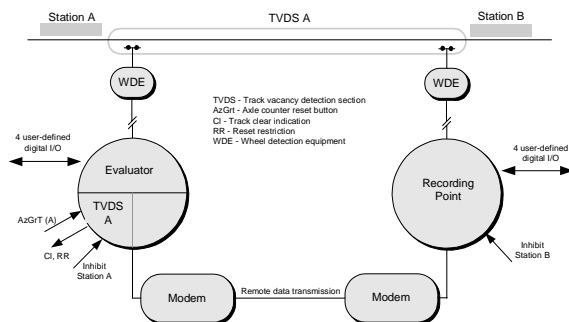 Station A
TVDS A
Station B
WDE
WDE
TVDS - Track vacancy detection section
AzGrt - Axle counter reset button
CI - Track clear indication
RR - Reset restriction
WDE - Wheel detection equipment
4 user-defined
digital I/O
4 user-defined
digital I/O
Evaluator
TVDS
A
Recording
Point
AzGrT (A)
CI, RR
Inhibit
Station A
Inhibit
Station B
Modem
Remote data transmission
Modem